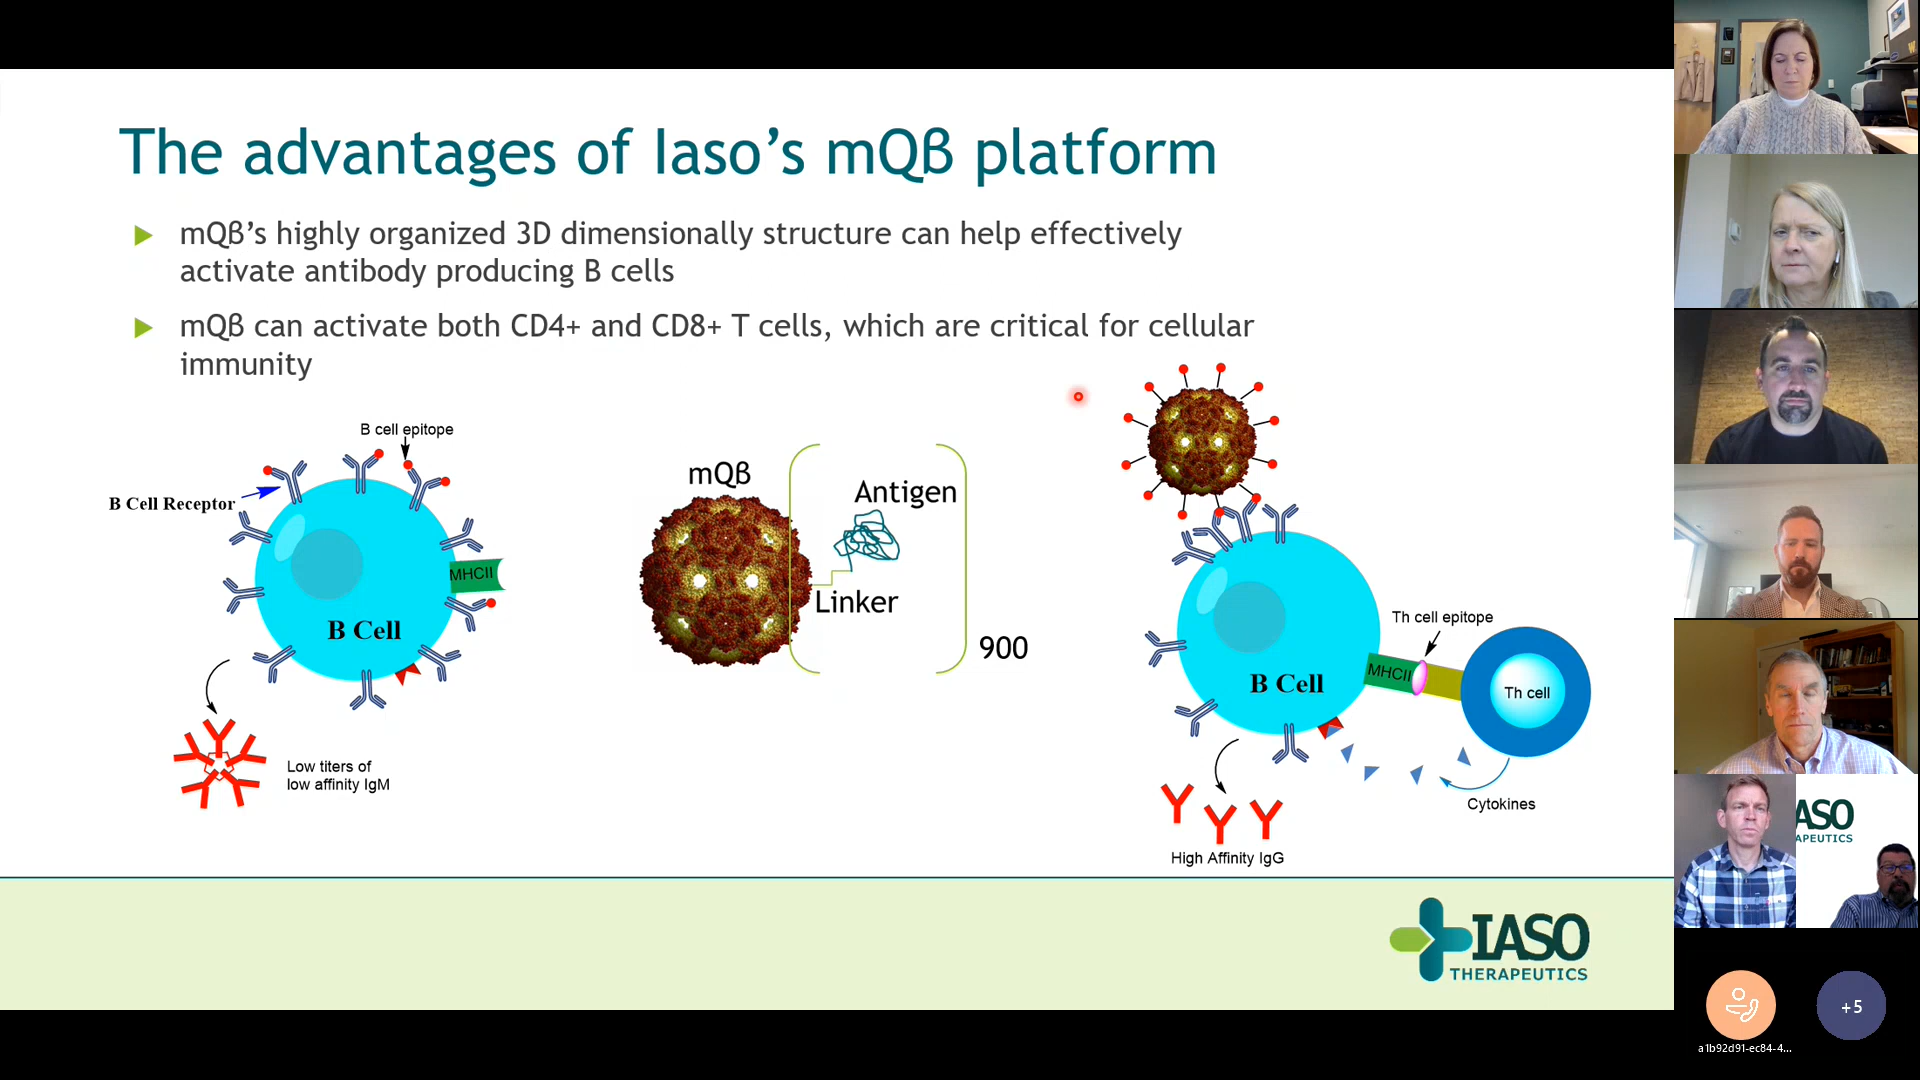 The advantages of Iaso’s mQβ platform
mQβ’s highly organized 3D dimensionally structure can help effectively
activate antibody producing B cells
mQβ can activate both CD4+ and CD8+ T cells, which are critical for cellular
immunity
B cell epitope
B Cell Receptor
MHCII
B Cell
Low titers of
low affinity IgM
mQβ
Antigen
Linker
900
Th cell epitope
MHCII
B Cell
Th cell
Cytokines
High Affinity IgG
IASO
THERAPEUTICS
W
ASO
APEUTICS
+5
a1b92d91-ec84-4...